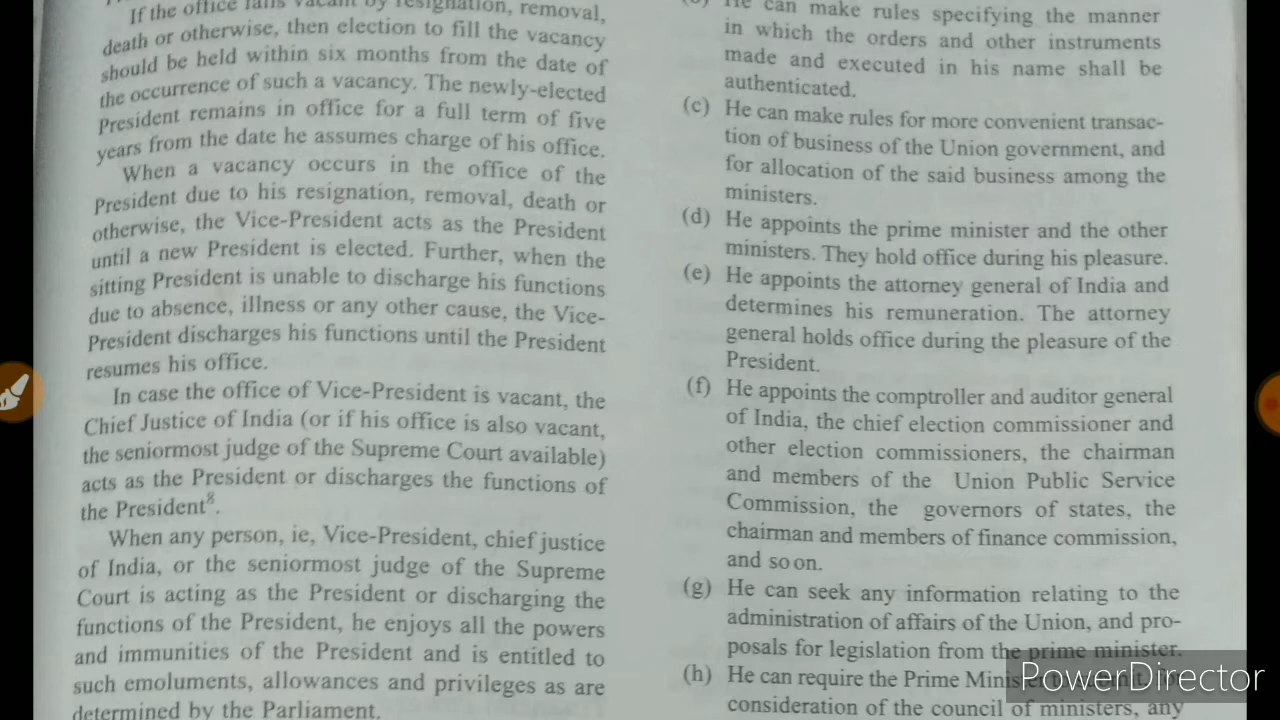 If the office falls vacant by resignation, removal,
death or otherwise, then election to fill the vacancy
should be held within six months from the date of
the occurrence of such a vacancy. The newly-elected
President remains in office for a full term of five
years from the date he assumes charge of his office.
When a vacancy occurs in the office of the
President due to his resignation, removal, death or
otherwise, the Vice-President acts as the President
until a new President is elected. Further, when the
sitting President is unable to discharge his functions
due to absence, illness or any other cause, the Vice-
President discharges his functions until the President
resumes his office.
In case the office of Vice-President is vacant, the
Chief Justice of India (or if his office is also vacant,
the seniormost judge of the Supreme Court available)
acts as the President or discharges the functions of
the President⁸.
When any person, ie, Vice-President, chief justice
of India, or the seniormost judge of the Supreme
Court is acting as the President or discharging the
functions of the President, he enjoys all the powers
and immunities of the President and is entitled to
such emoluments, allowances and privileges as are
determined by the Parliament.
He can make rules specifying the manner
in which the orders and other instruments
made and executed in his name shall be
authenticated.
(c) He can make rules for more convenient transac-
tion of business of the Union government, and
for allocation of the said business among the
ministers.
(d) He appoints the prime minister and the other
ministers. They hold office during his pleasure.
(e) He appoints the attorney general of India and
determines his remuneration. The attorney
general holds office during the pleasure of the
President.
(f) He appoints the comptroller and auditor general
of India, the chief election commissioner and
other election commissioners, the chairman
and members of the Union Public Service
Commission, the governors of states, the
chairman and members of finance commission,
and so on.
(g) He can seek any information relating to the
administration of affairs of the Union, and pro-
posals for legislation from the prime minister.
(h) He can require the Prime
consideration of the council of ministers, any
PowerDirector